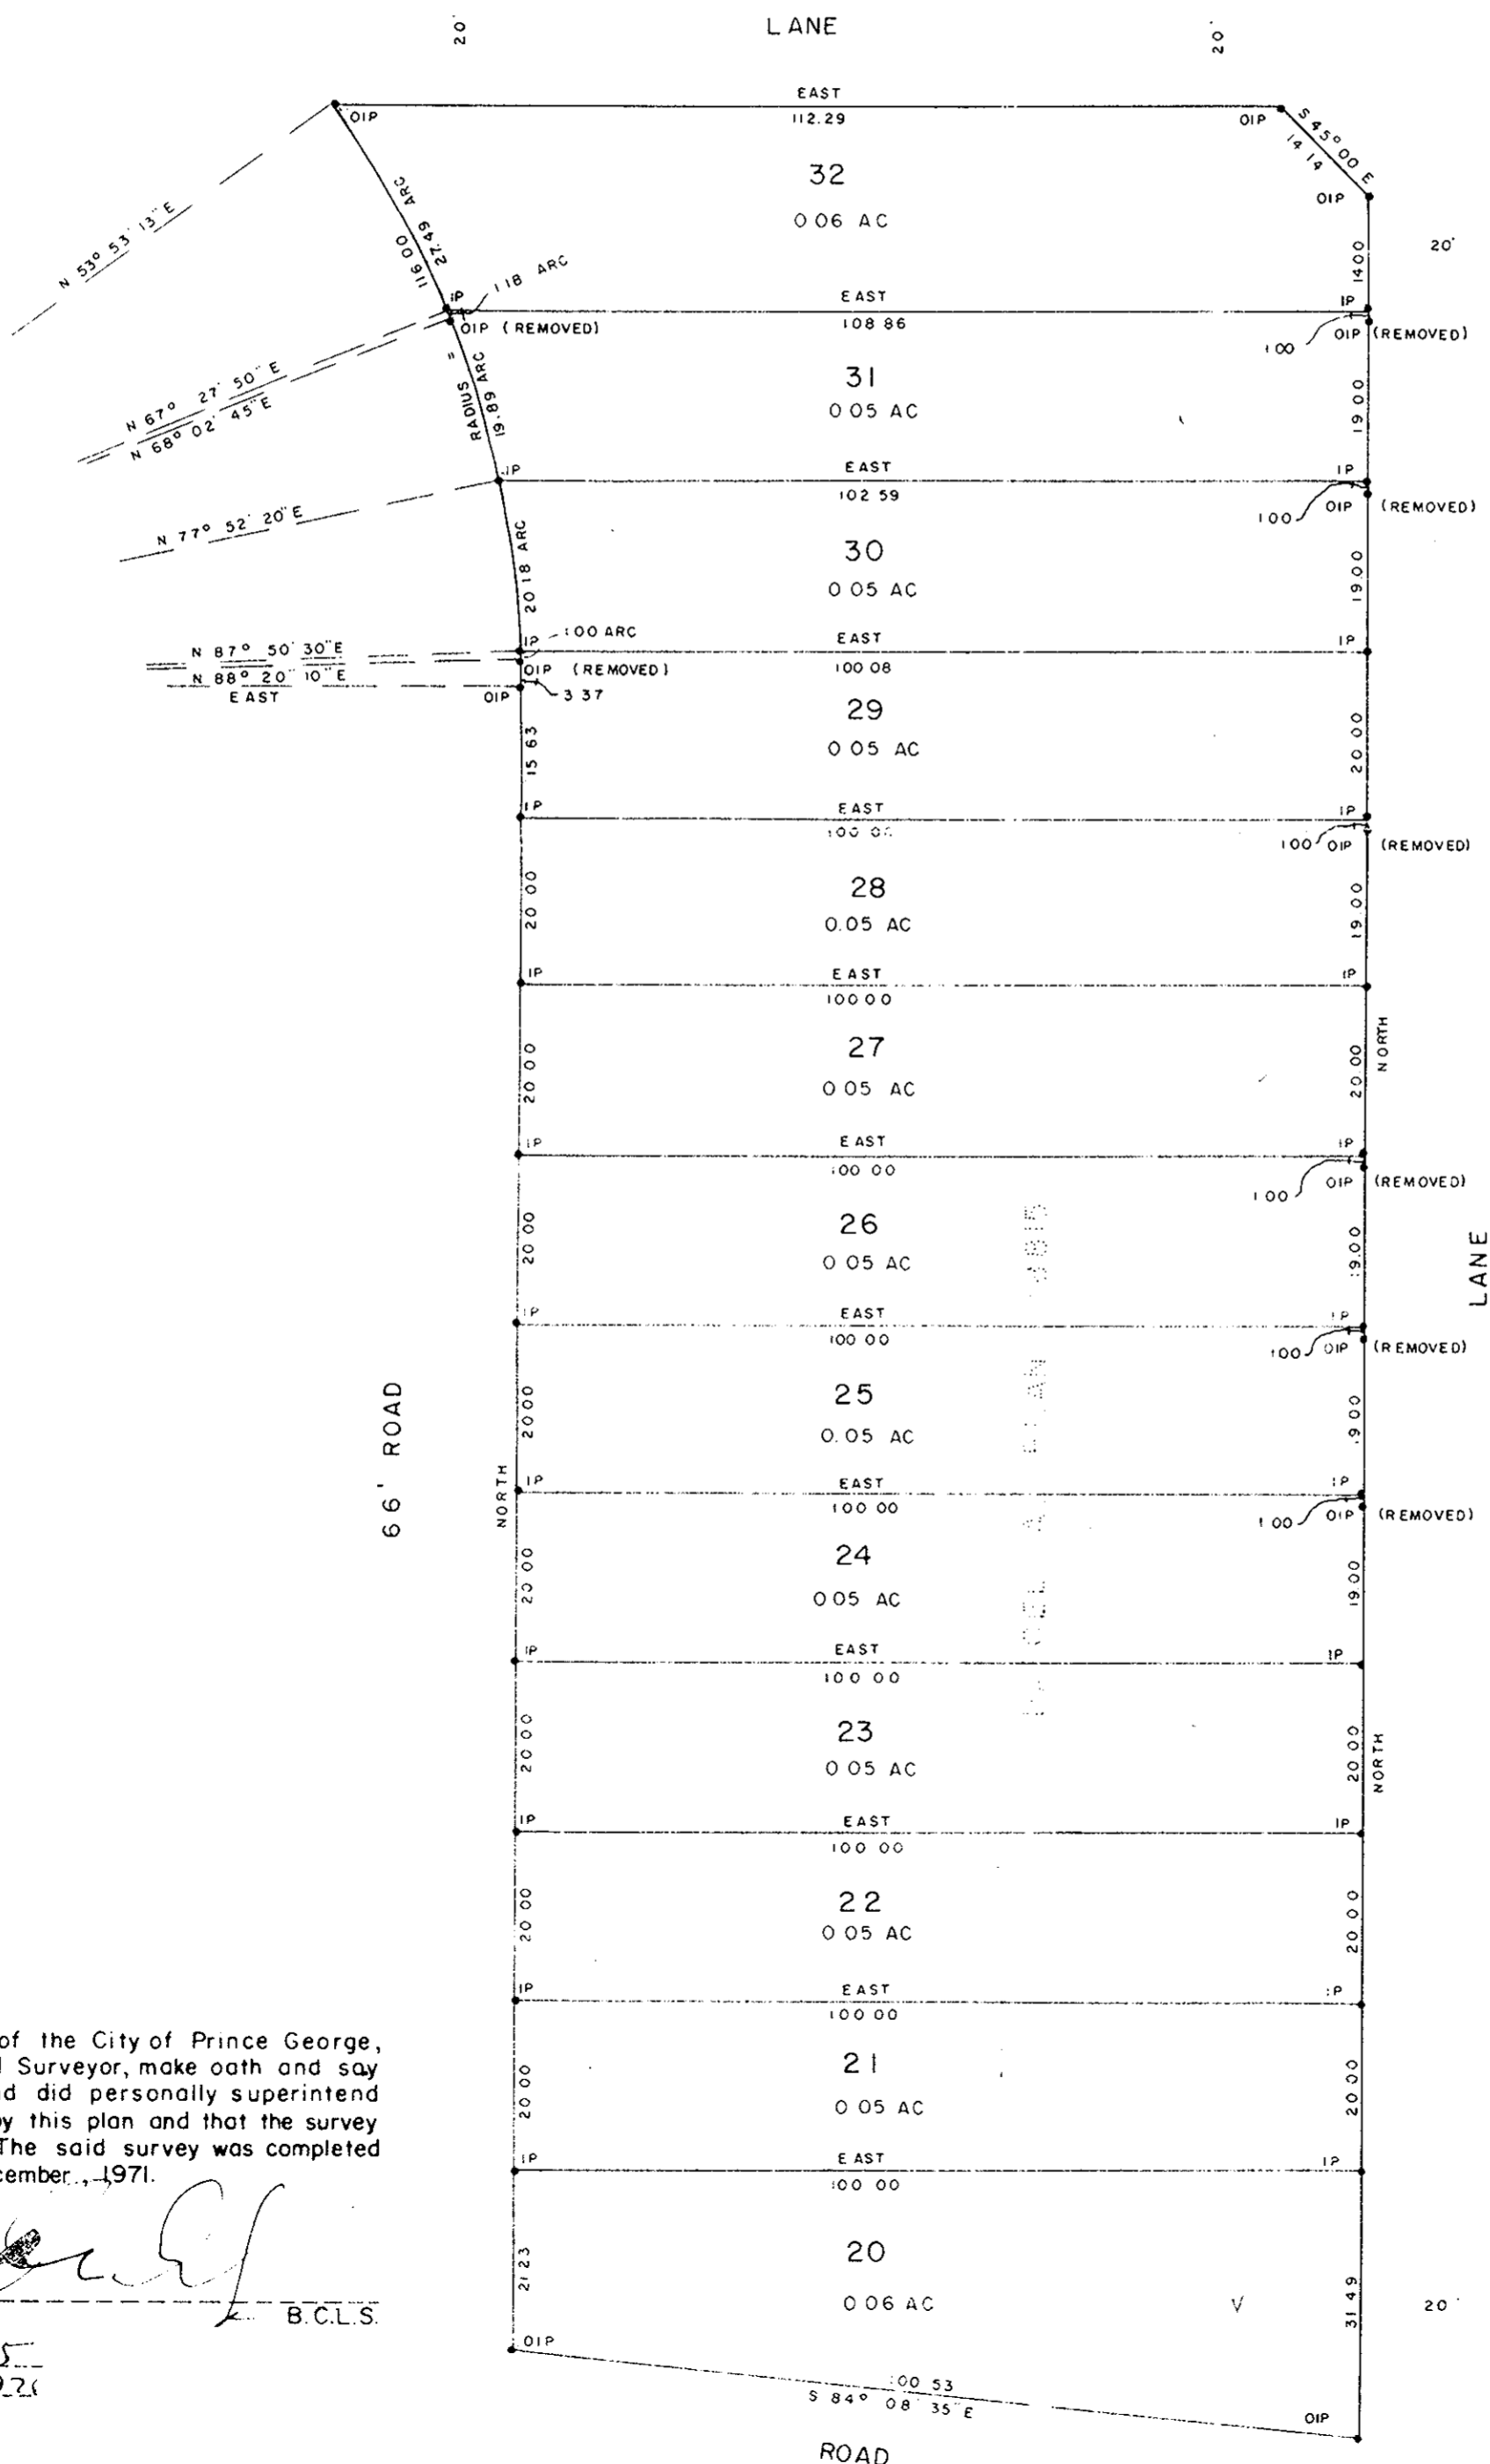 LANE
20'
20'
EAST
112.29
OIP
OIP
S 45° 00 E
14 14
OIP
32
0 06 AC
27.49 ARC
116 00
14 00
20'
N 53° 53' 13" E
1 18 ARC
IP
OIP (REMOVED)
EAST
108 86
IP
OIP (REMOVED)
1 00
N 67° 27' 50" E
N 68° 02' 45" E
RADIUS =
19.89 ARC
31
0 05 AC
19 00
IP
EAST
102 59
IP
OIP (REMOVED)
1 00
N 77° 52' 20" E
20 18 ARC
30
0 05 AC
19.00
N 87° 50' 30" E
N 88° 20' 10" E
EAST
IP
1 00 ARC
OIP (REMOVED)
OIP
3 37
EAST
100 08
IP
29
0 05 AC
15 63
20 00
IP
EAST
IP
1 00 OIP (REMOVED)
28
0.05 AC
20 00
19.00
IP
EAST
100 00
IP
27
0 05 AC
20 00
20 00
NORTH
IP
EAST
100 00
IP
1 00
OIP (REMOVED)
26
0 05 AC
20 00
19.00
LANE
IP
EAST
100 00
IP
1 00 OIP (REMOVED)
25
0.05 AC
20 00
19 00
66' ROAD
NORTH
IP
EAST
100 00
IP
1 00
OIP (REMOVED)
24
0 05 AC
20 00
19 00
IP
EAST
100 00
IP
23
0 05 AC
20 00
20 00
NORTH
IP
EAST
100 00
IP
22
0 05 AC
20 00
20 00
IP
EAST
100 00
IP
21
0 05 AC
20 00
20 00
IP
EAST
100 00
IP
20
0 06 AC
21 23
31 49
20'
OIP
100 53
S 84° 08' 35" E
OIP
ROAD
of the City of Prince George,
Surveyor, make oath and say
did personally superintend
by this plan and that the survey
The said survey was completed
cember., 1971.
B.C.L.S.